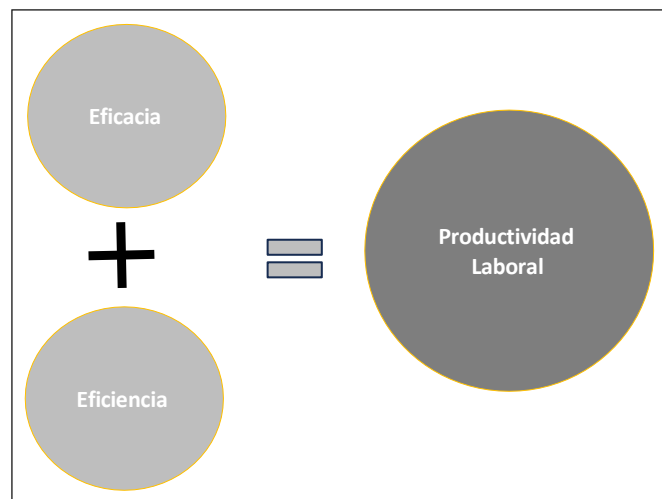 Eficacia
+
Eficiencia
=
Productividad
Laboral